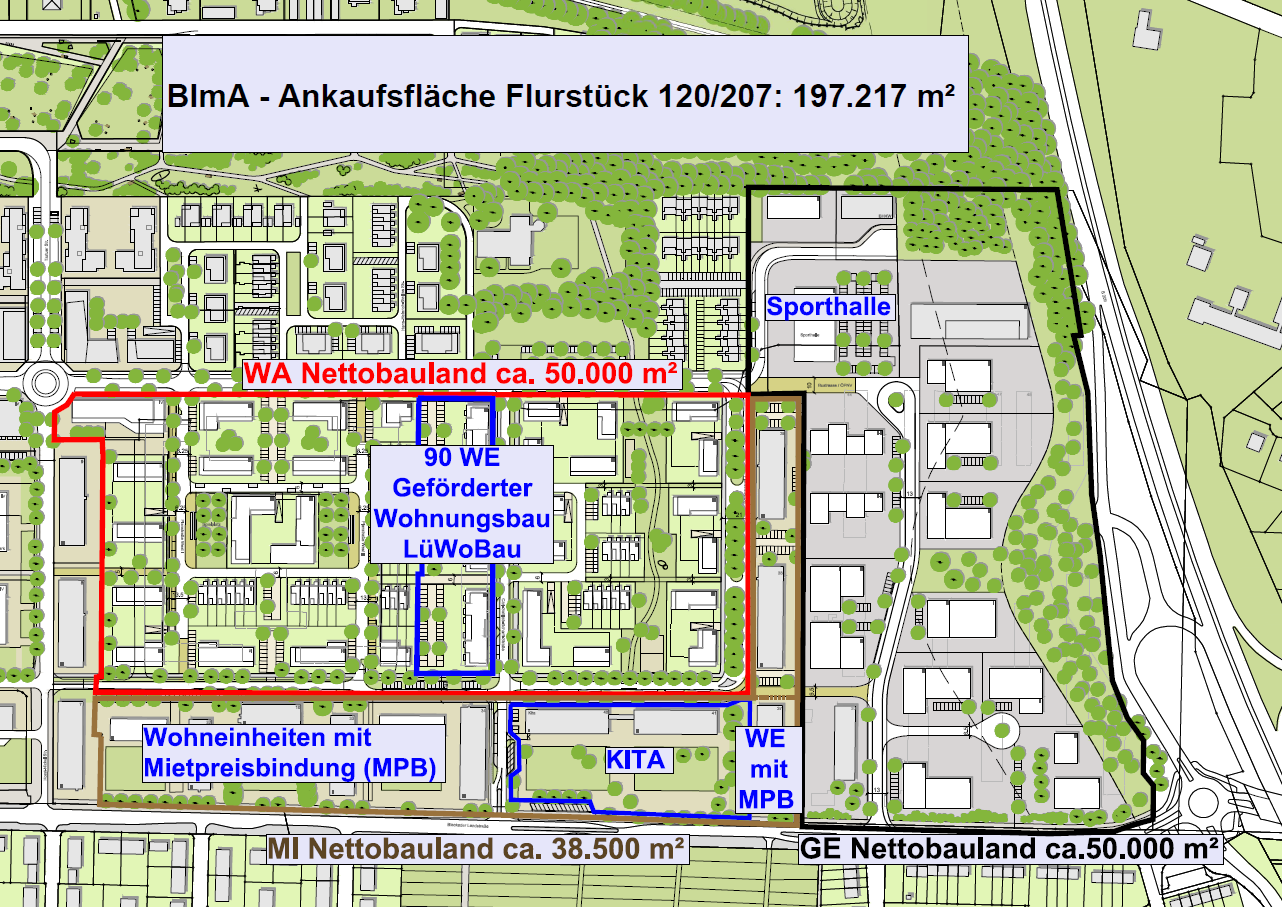 BImA - Ankaufsfläche Flurstück 120/207: 197.217 m²
Sporthalle
Sporthalle
WA Nettobauland ca. 50.000 m²
90 WE
Geförderter
Wohnungsbau
LüWoBau
Wohneinheiten mit
Mietpreisbindung (MPB)
KITA
WE
mit
MPB
MI Nettobauland ca. 38.500 m²
GE Nettobauland ca.50.000 m²